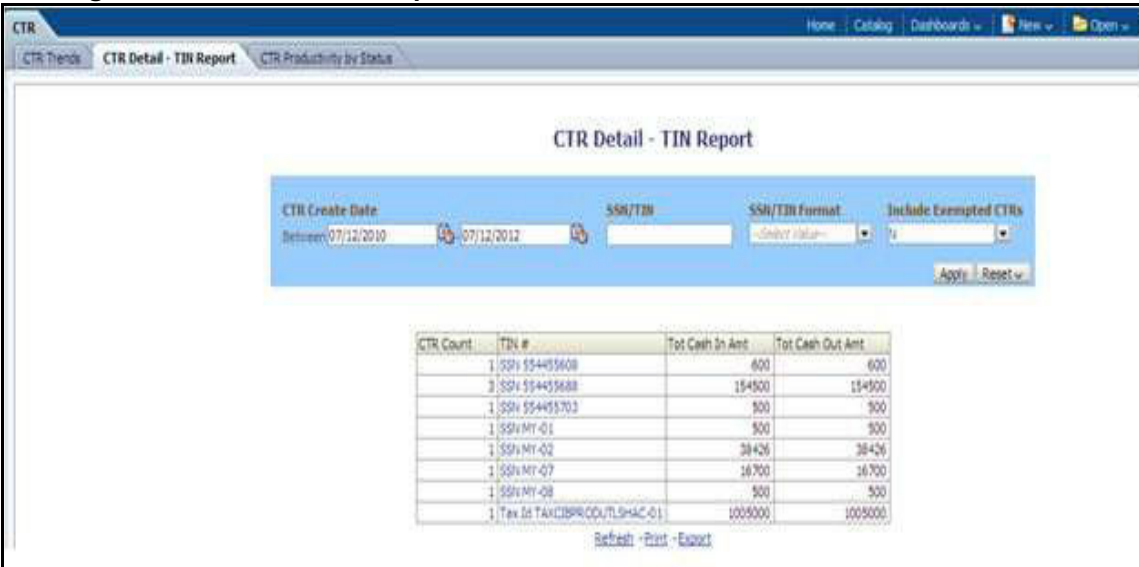 CTR Home Catalog Dashboards New Open
CTR Trends CTR Detail - TIN Report CTR Productivity by Status
CTR Detail - TIN Report
CTR Create Date SSN/TIN SSN/TIN Format Include Exempted CTRs
Between 07/12/2010 07/12/2012 --Select Value-- N
Apply Reset
CTR Count TIN # Tot Cash In Amt Tot Cash Out Amt
1 SSN 554455608 600 600
3 SSN 554455688 154500 154500
1 SSN 554455703 500 500
1 SSN MY-01 500 500
1 SSN MY-02 38426 38426
1 SSN MY-07 16700 16700
1 SSN MY-08 500 500
1 Tax Id 1005000 1005000
Refresh - Print - Export